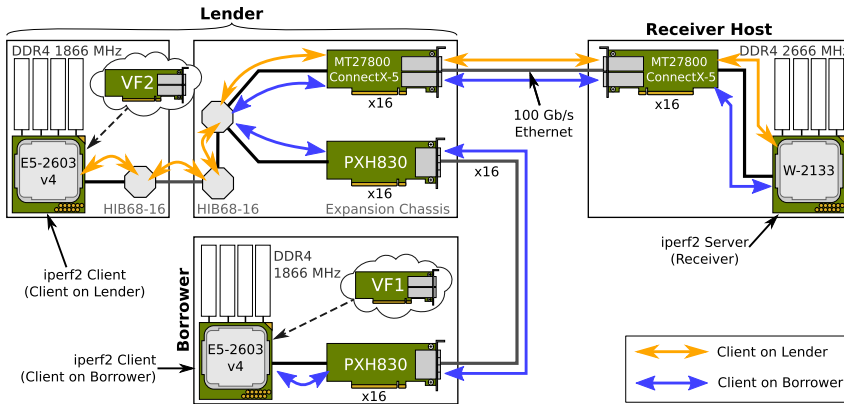 Lender
Receiver Host
DDR4 1866 MHz
VF2
MT27800
ConnectX-5
x16
100 Gb/s
Ethernet
MT27800
ConnectX-5
x16
DDR4 2666 MHz
E5-2603
v4
HIB68-16
HIB68-16
PXH830
x16
Expansion Chassis
x16
W-2133
iperf2 Client
(Client on Lender)
iperf2 Server
(Receiver)
Borrower
DDR4
1866 MHz
VF1
E5-2603
v4
PXH830
x16
iperf2 Client
(Client on Borrower)
Client on Lender
Client on Borrower